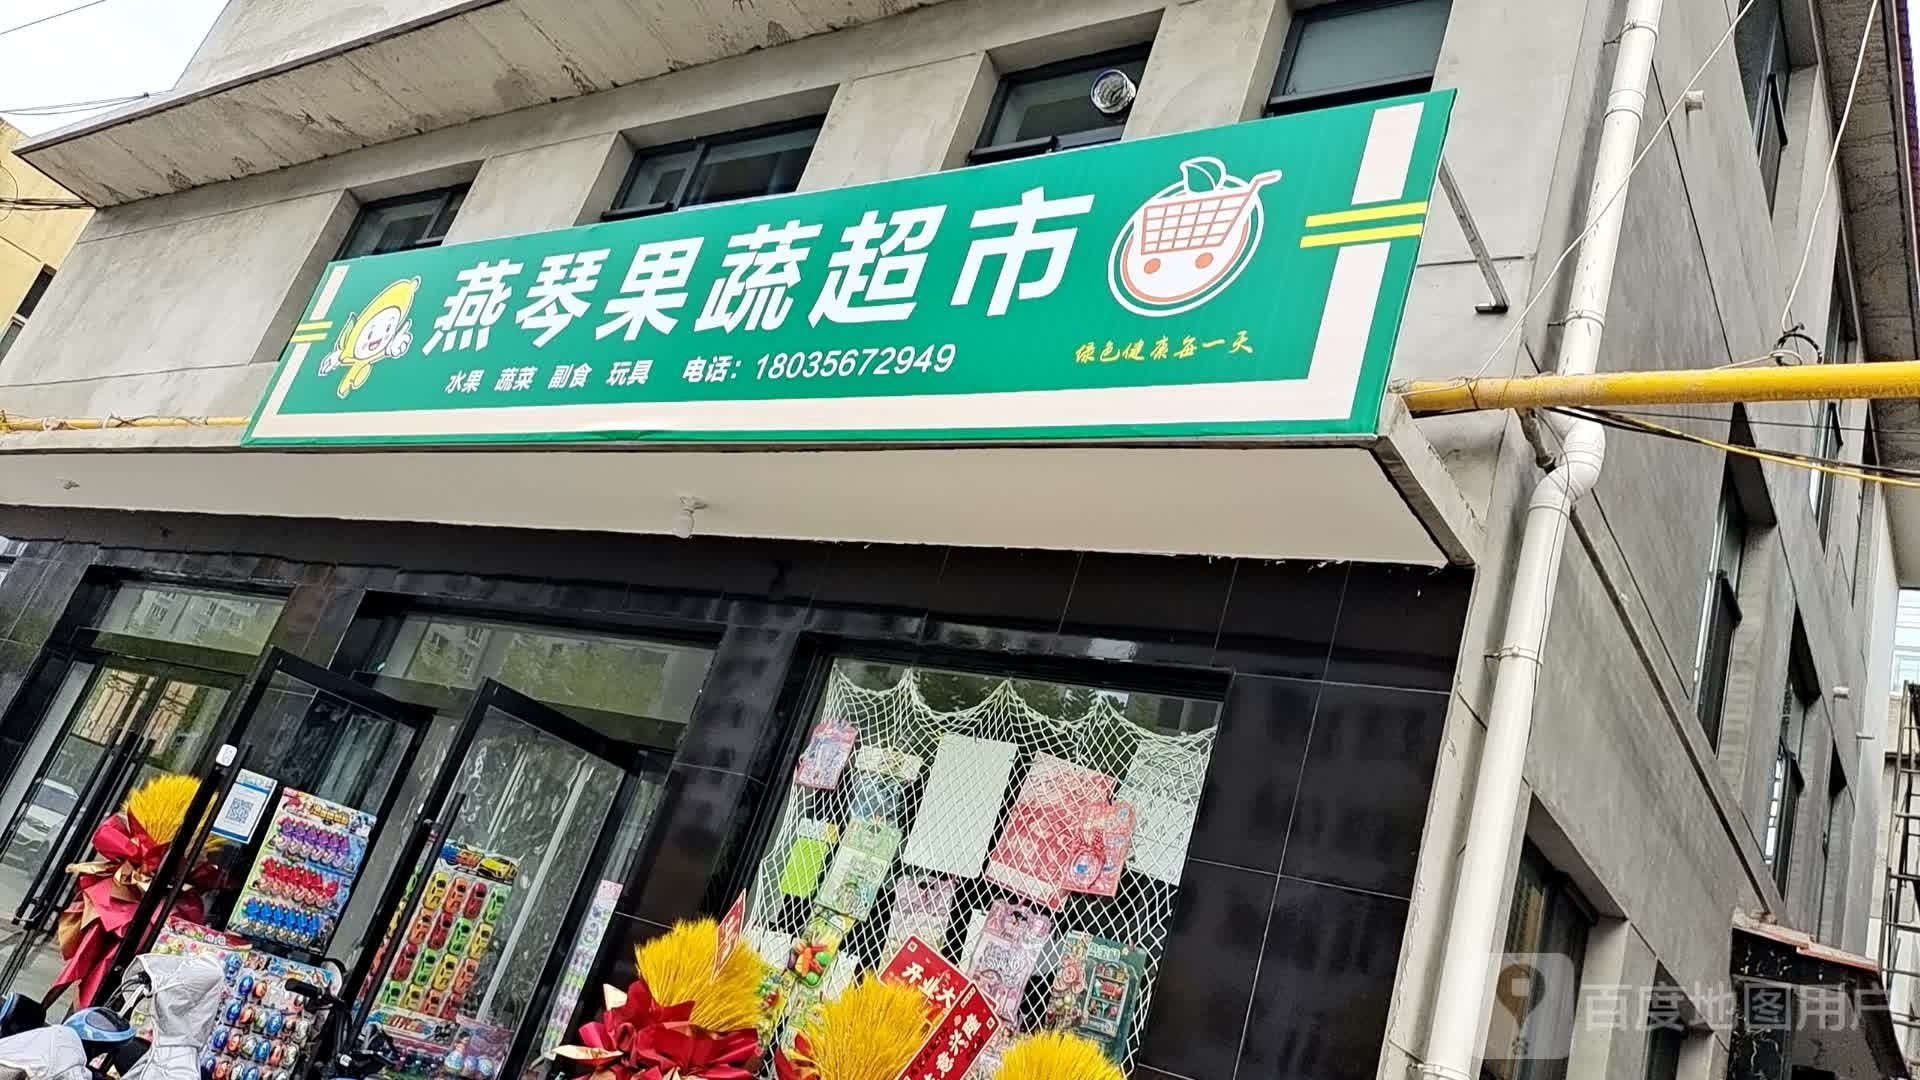 燕琴果蔬超市
水果 蔬菜 副食 玩具 电话：18035672949
绿色健康每一天
开业大
百度地图用户